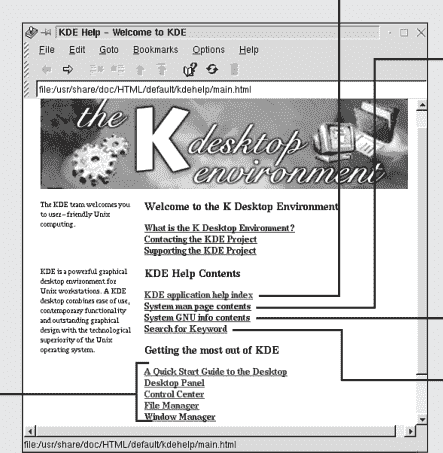 KDE Help - Welcome to KDE
File Edit Goto Bookmarks Options Help
file:/usr/share/doc/HTML/default/kdehelp/main.html
the K desktop environment
The KDE team welcomes you
to user-friendly Unix
computing.
Welcome to the K Desktop Environment
What is the K Desktop Environment?
Contacting the KDE Project
Supporting the KDE Project
KDE is a powerful graphical
desktop environment for
Unix workstations. A KDE
desktop combines ease of use,
contemporary functionality
and outstanding graphical
design with the technological
superiority of the Unix
operating system.
KDE Help Contents
KDE application help index
System man page contents
System GNU info contents
Search for Keyword
Getting the most out of KDE
A Quick Start Guide to the Desktop
Desktop Panel
Control Center
File Manager
Window Manager
file:/usr/share/doc/HTML/default/kdehelp/main.html